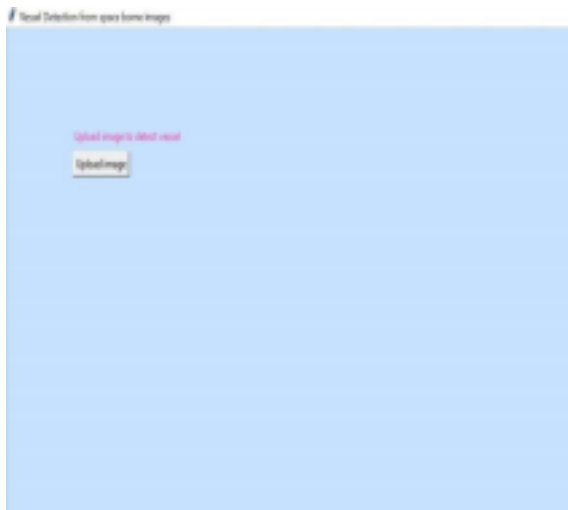 Vessel Detection from space borne images
Upload image to detect vessel
Upload image